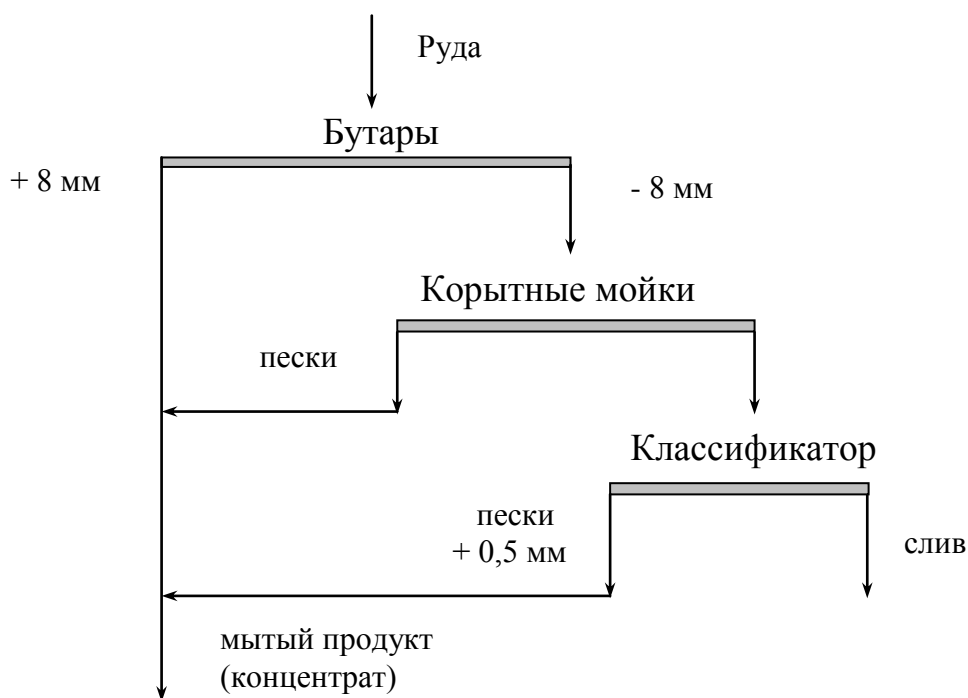 Руда
Бутары
+ 8 мм
- 8 мм
Корытные мойки
пески
Классификатор
пески
+ 0,5 мм
слив
мытый продукт
(концентрат)